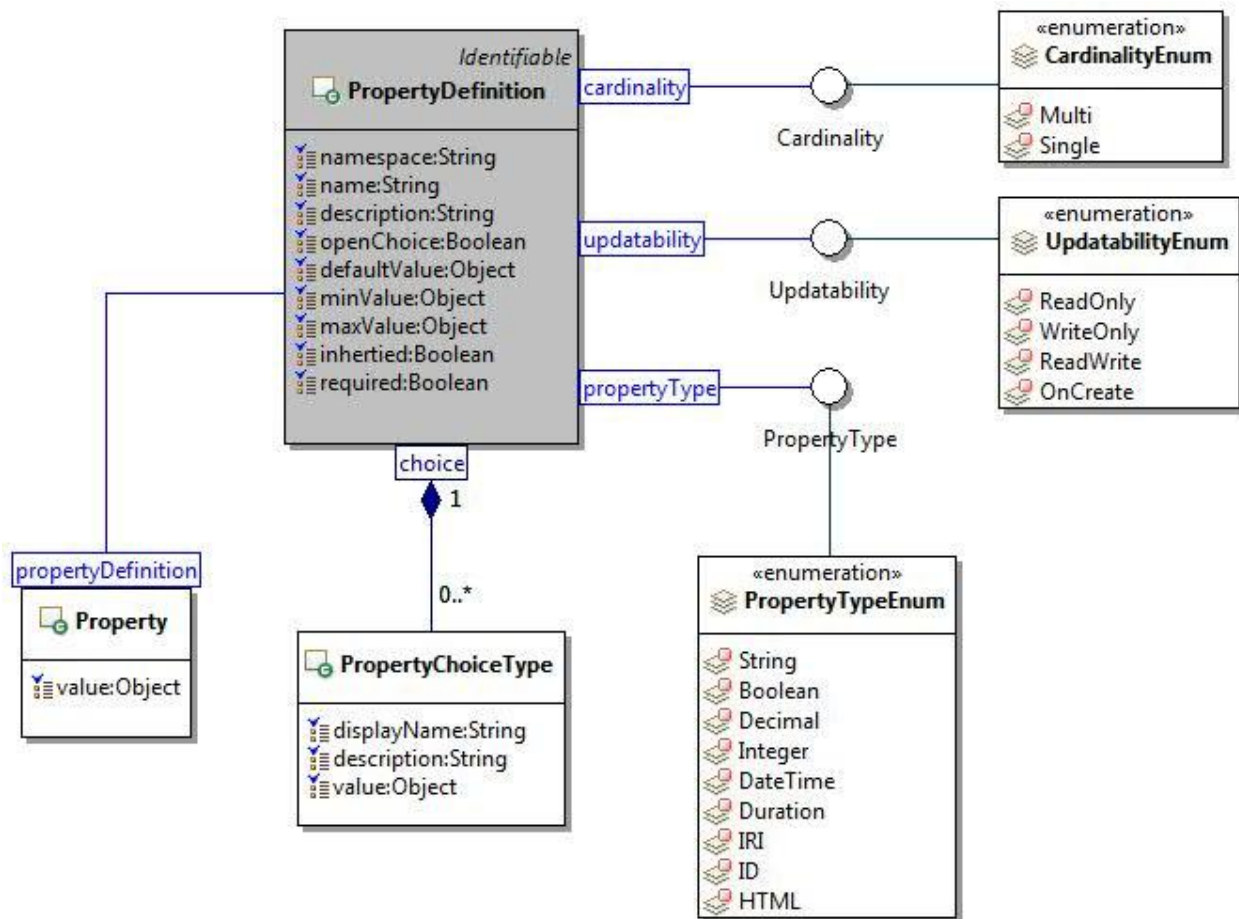 Identifiable
PropertyDefinition
namespace:String
name:String
description:String
openChoice:Boolean
defaultValue:Object
minValue:Object
maxValue:Object
inhertied:Boolean
required:Boolean
cardinality
Cardinality
«enumeration»
CardinalityEnum
Multi
Single
updatability
Updatability
«enumeration»
UpdatabilityEnum
ReadOnly
WriteOnly
ReadWrite
OnCreate
propertyType
PropertyType
choice
1
0..*
propertyDefinition
Property
value:Object
PropertyChoiceType
displayName:String
description:String
value:Object
«enumeration»
PropertyTypeEnum
String
Boolean
Decimal
Integer
DateTime
Duration
IRI
ID
HTML